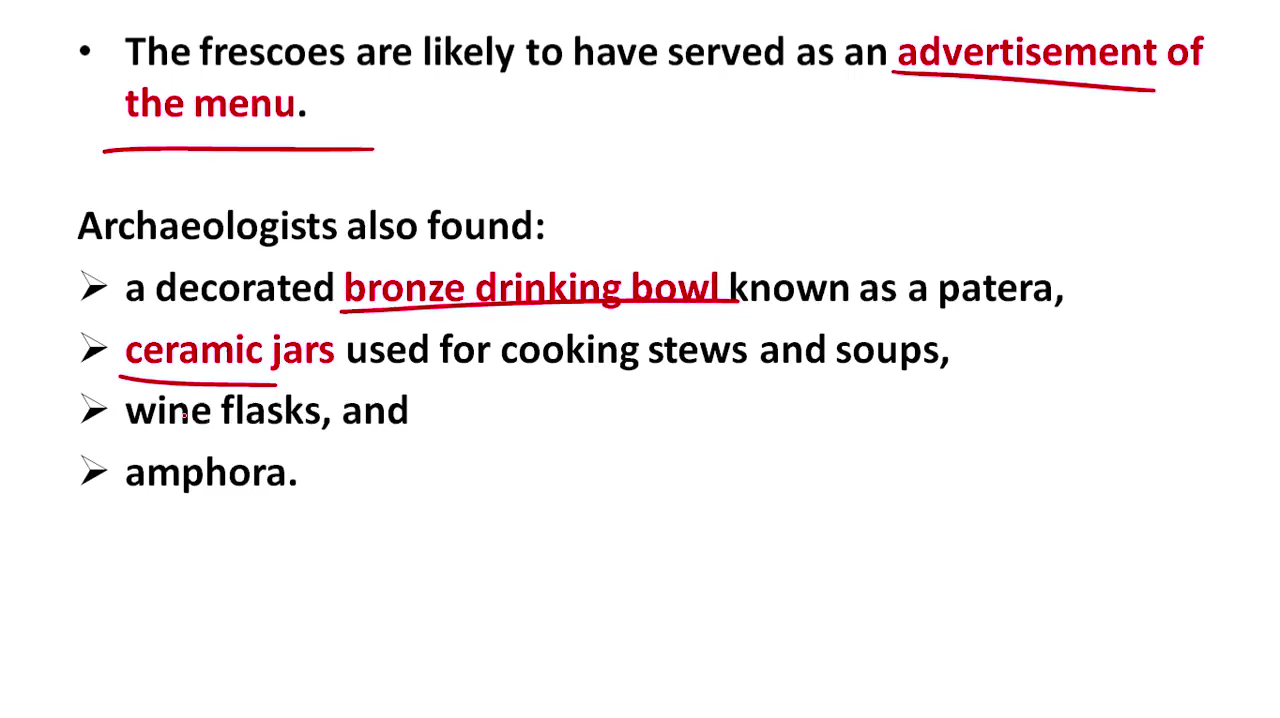 • The frescoes are likely to have served as an advertisement of
the menu.
Archaeologists also found:
➢ a decorated bronze drinking bowl known as a patera,
➢ ceramic jars used for cooking stews and soups,
➢ wine flasks, and
➢ amphora.